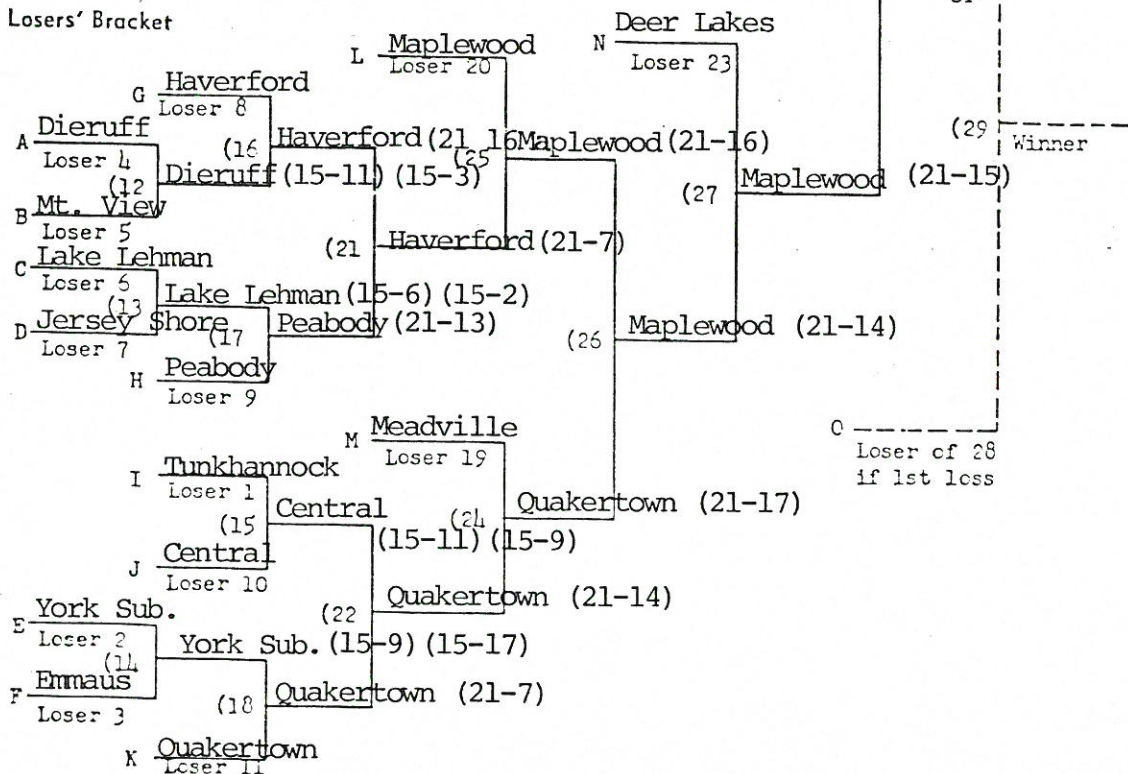 Losers' Bracket
L Maplewood
Loser 20
N Deer Lakes
Loser 23
G Haverford
Loser 8
A Dieruff
Loser 4
(16
Haverford (21 16
(25
Maplewood (21-16)
(29
Winner
(12
Dieruff (15-11) (15-3)
(27
Maplewood (21-15)
B Mt. View
Loser 5
(21
Haverford (21-7)
C Lake Lehman
Loser 6
(13
Lake Lehman (15-6) (15-2)
D Jersey Shore
Loser 7
(17
Peabody (21-13)
(26
Maplewood (21-14)
H Peabody
Loser 9
M Meadville
Loser 19
O
Loser of 28
if 1st loss
I Tunkhannock
Loser 1
(15
Central
(15-11) (15-9)
(24
Quakertown (21-17)
J Central
Loser 10
(22
Quakertown (21-14)
E York Sub.
Loser 2
(14
York Sub. (15-9) (15-17)
F Emmaus
Loser 3
(18
Quakertown (21-7)
K Quakertown
Loser 11